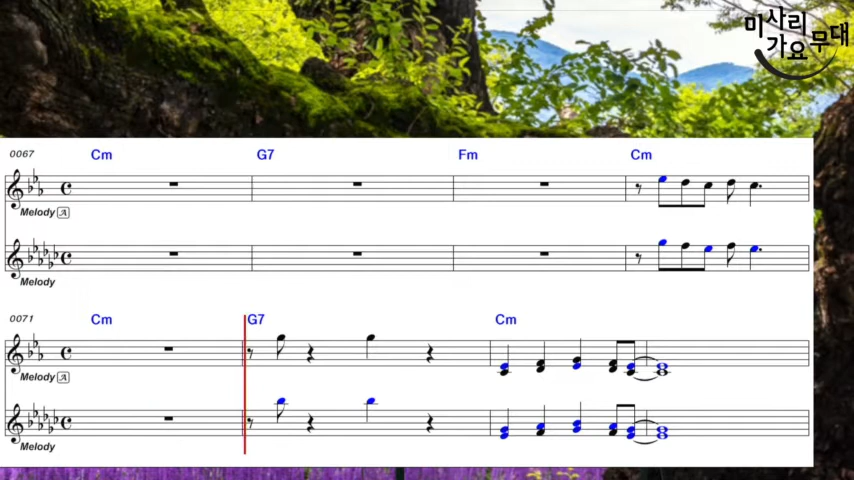 미사리
가요무대
0067
Cm G7 Fm Cm
Melody A
Melody
0071
Cm G7 Cm
Melody A
Melody